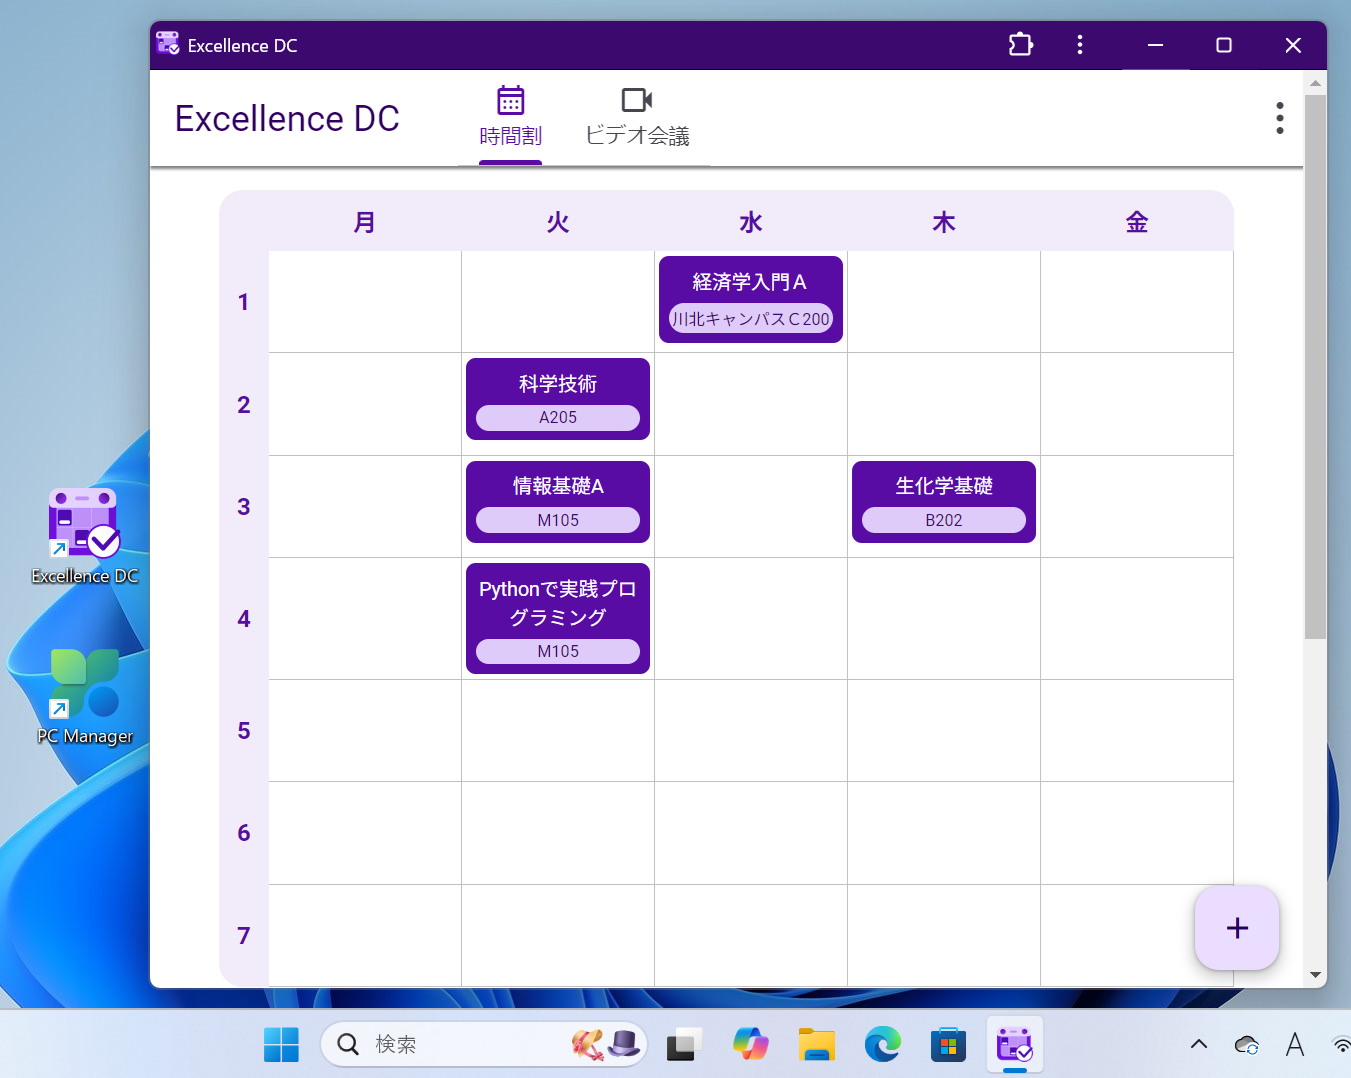 Excellence DC
Excellence DC
時間割
ビデオ会議
月 火 水 木 金
1
経済学入門A
川北キャンパスC200
2
科学技術
A205
3
情報基礎A
M105
生化学基礎
B202
4
Pythonで実践プロ
グラミング
M105
5
6
7
+
Excellence DC
PC Manager
検索
A